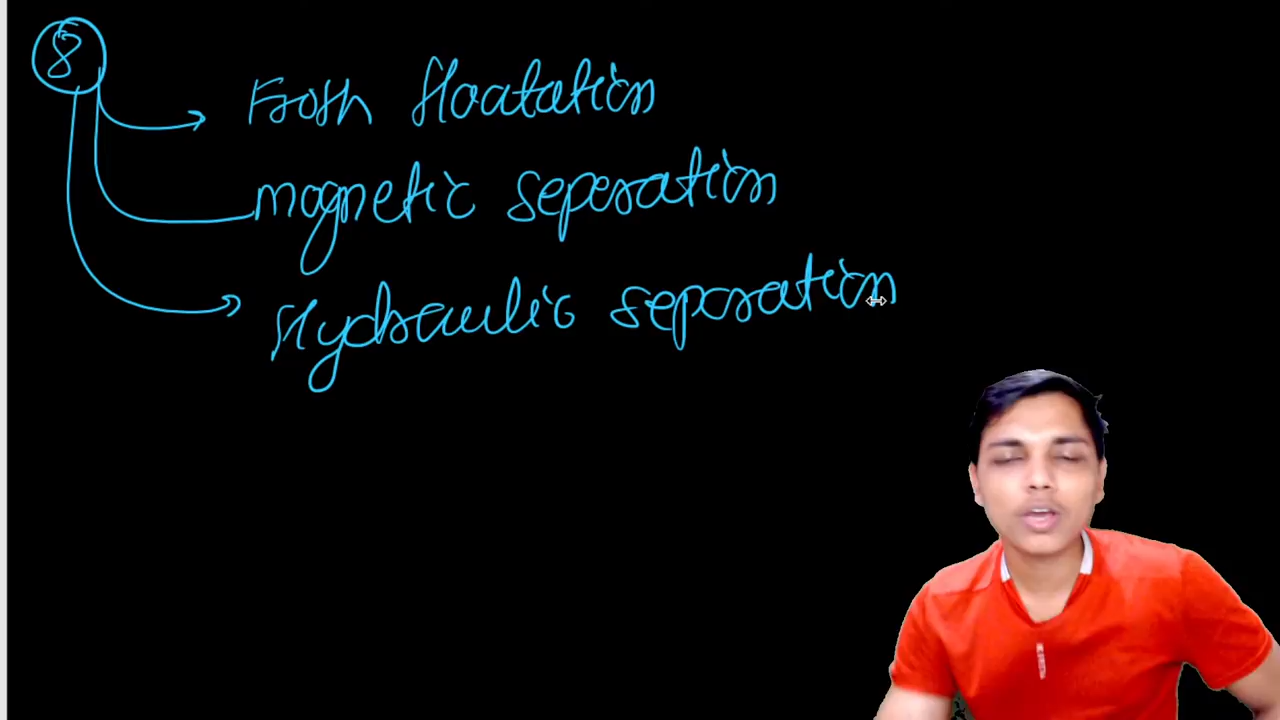 8
Froth floatation
magnetic seperation
Hydraulic seperation